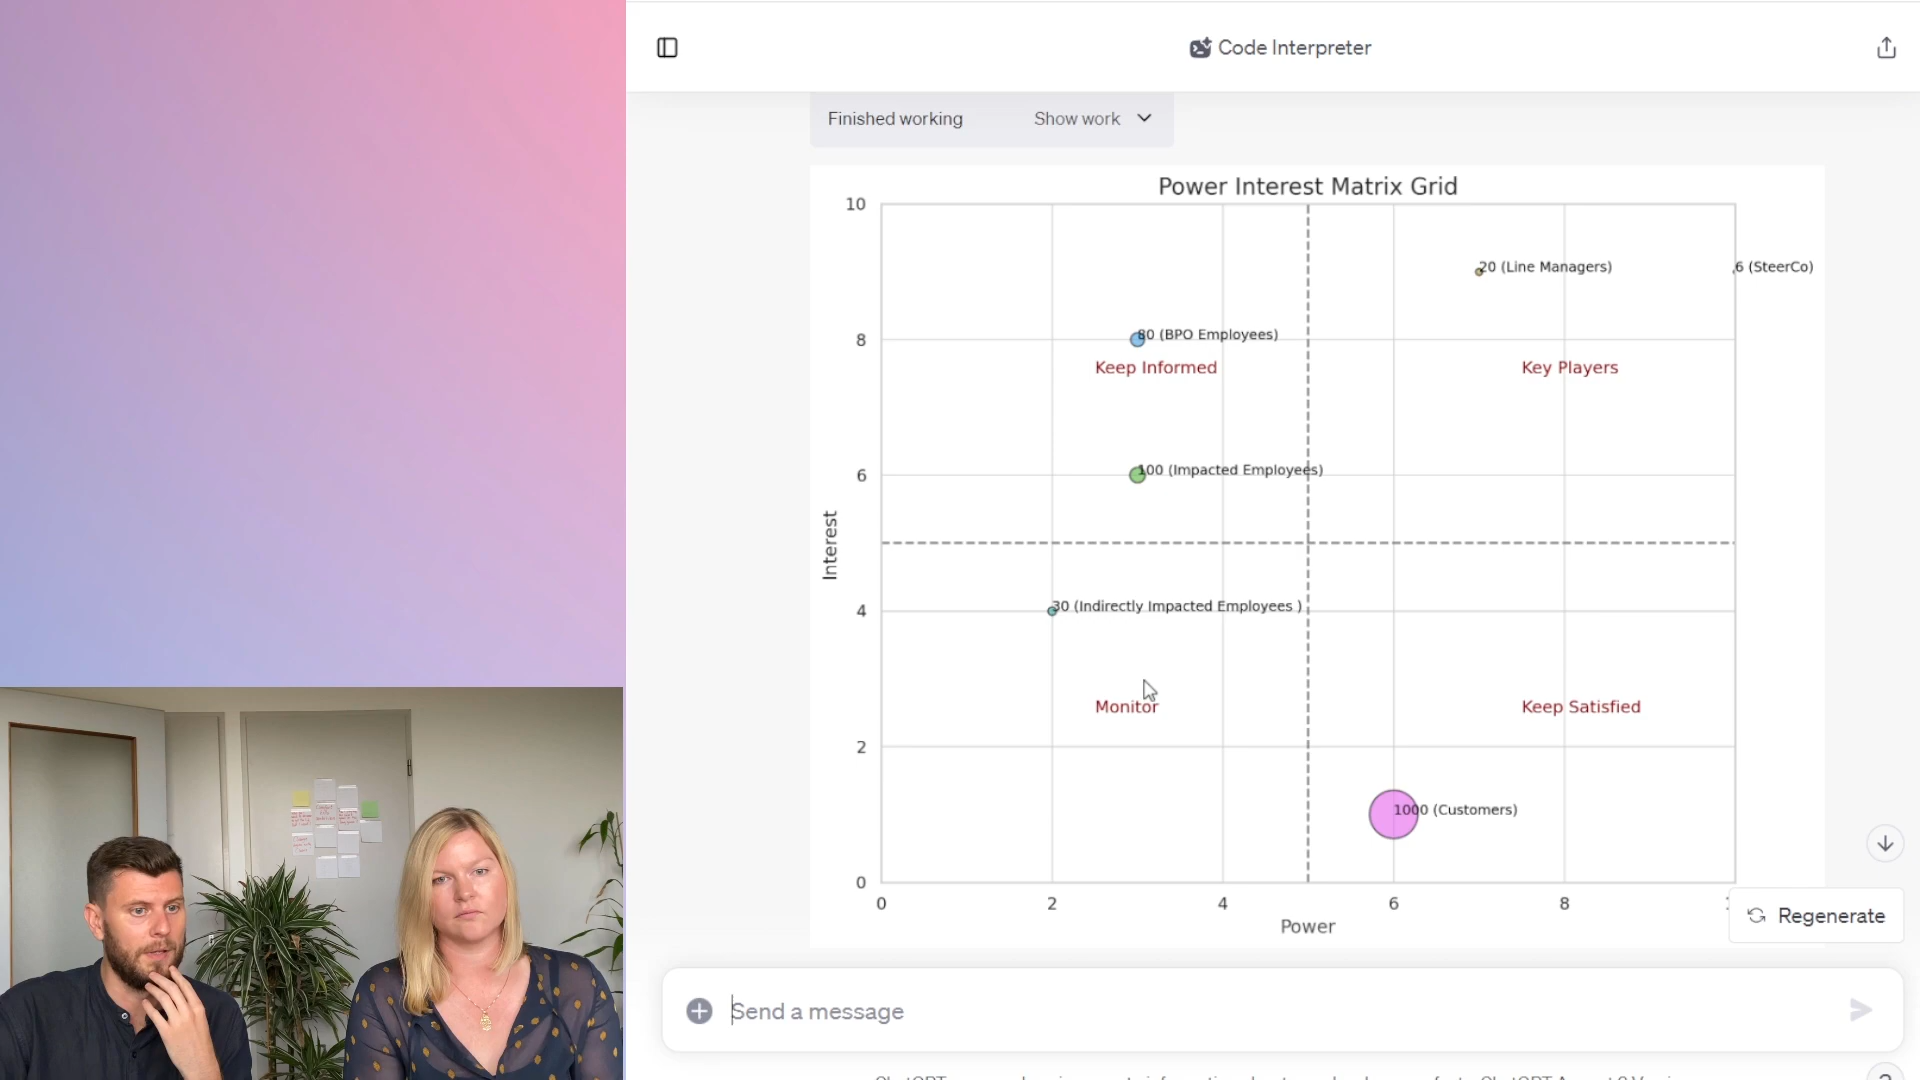 Code Interpreter
Finished working Show work
Power Interest Matrix Grid
10
20 (Line Managers)
6 (SteerCo)
80 (BPO Employees)
8
Keep Informed
Key Players
100 (Impacted Employees)
6
Interest
30 (Indirectly Impacted Employees )
4
Monitor
Keep Satisfied
2
1000 (Customers)
0
0 2 4 6 8
Power
Regenerate
Send a message